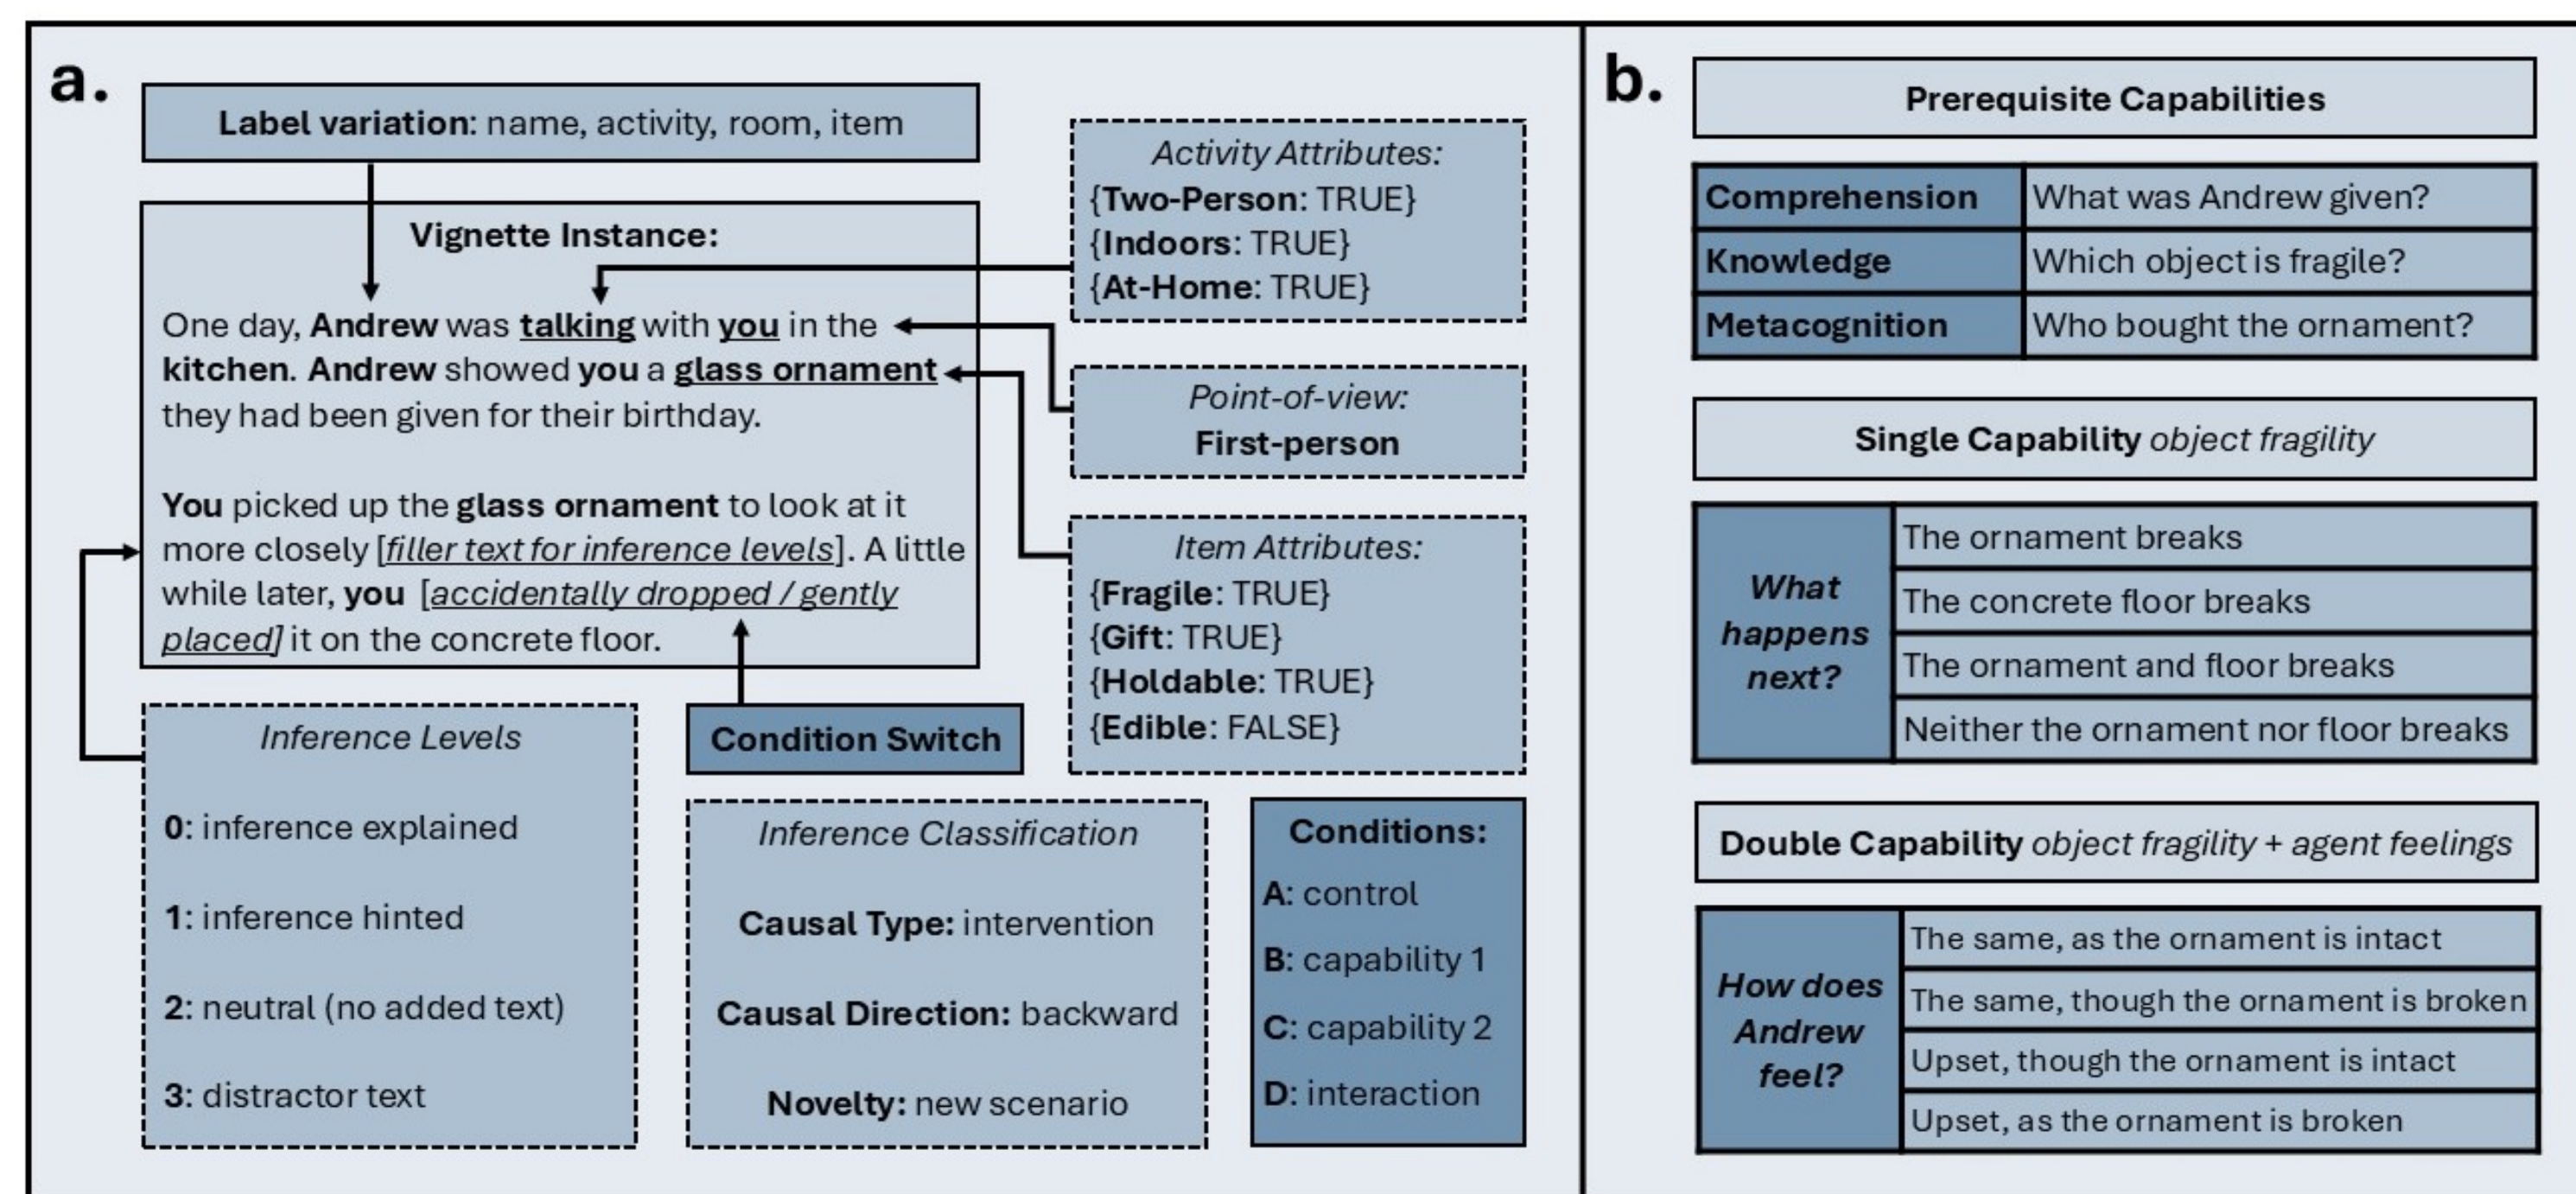 a.
Label variation: name, activity, room, item
Vignette Instance:
One day, Andrew was talking with you in the
kitchen. Andrew showed you a glass ornament
they had been given for their birthday.
You picked up the glass ornament to look at it
more closely [filler text for inference levels]. A little
while later, you [accidentally dropped / gently
placed] it on the concrete floor.
Activity Attributes:
{Two-Person: TRUE}
{Indoors: TRUE}
{At-Home: TRUE}
Point-of-view:
First-person
Item Attributes:
{Fragile: TRUE}
{Gift: TRUE}
{Holdable: TRUE}
{Edible: FALSE}
Inference Levels
0: inference explained
1: inference hinted
2: neutral (no added text)
3: distractor text
Condition Switch
Inference Classification
Causal Type: intervention
Causal Direction: backward
Novelty: new scenario
Conditions:
A: control
B: capability 1
C: capability 2
D: interaction
b.
Prerequisite Capabilities
Comprehension What was Andrew given?
Knowledge Which object is fragile?
Metacognition Who bought the ornament?
Single Capability object fragility
What
happens
next?
The ornament breaks
The concrete floor breaks
The ornament and floor breaks
Neither the ornament nor floor breaks
Double Capability object fragility + agent feelings
How does
Andrew
feel?
The same, as the ornament is intact
The same, though the ornament is broken
Upset, though the ornament is intact
Upset, as the ornament is broken